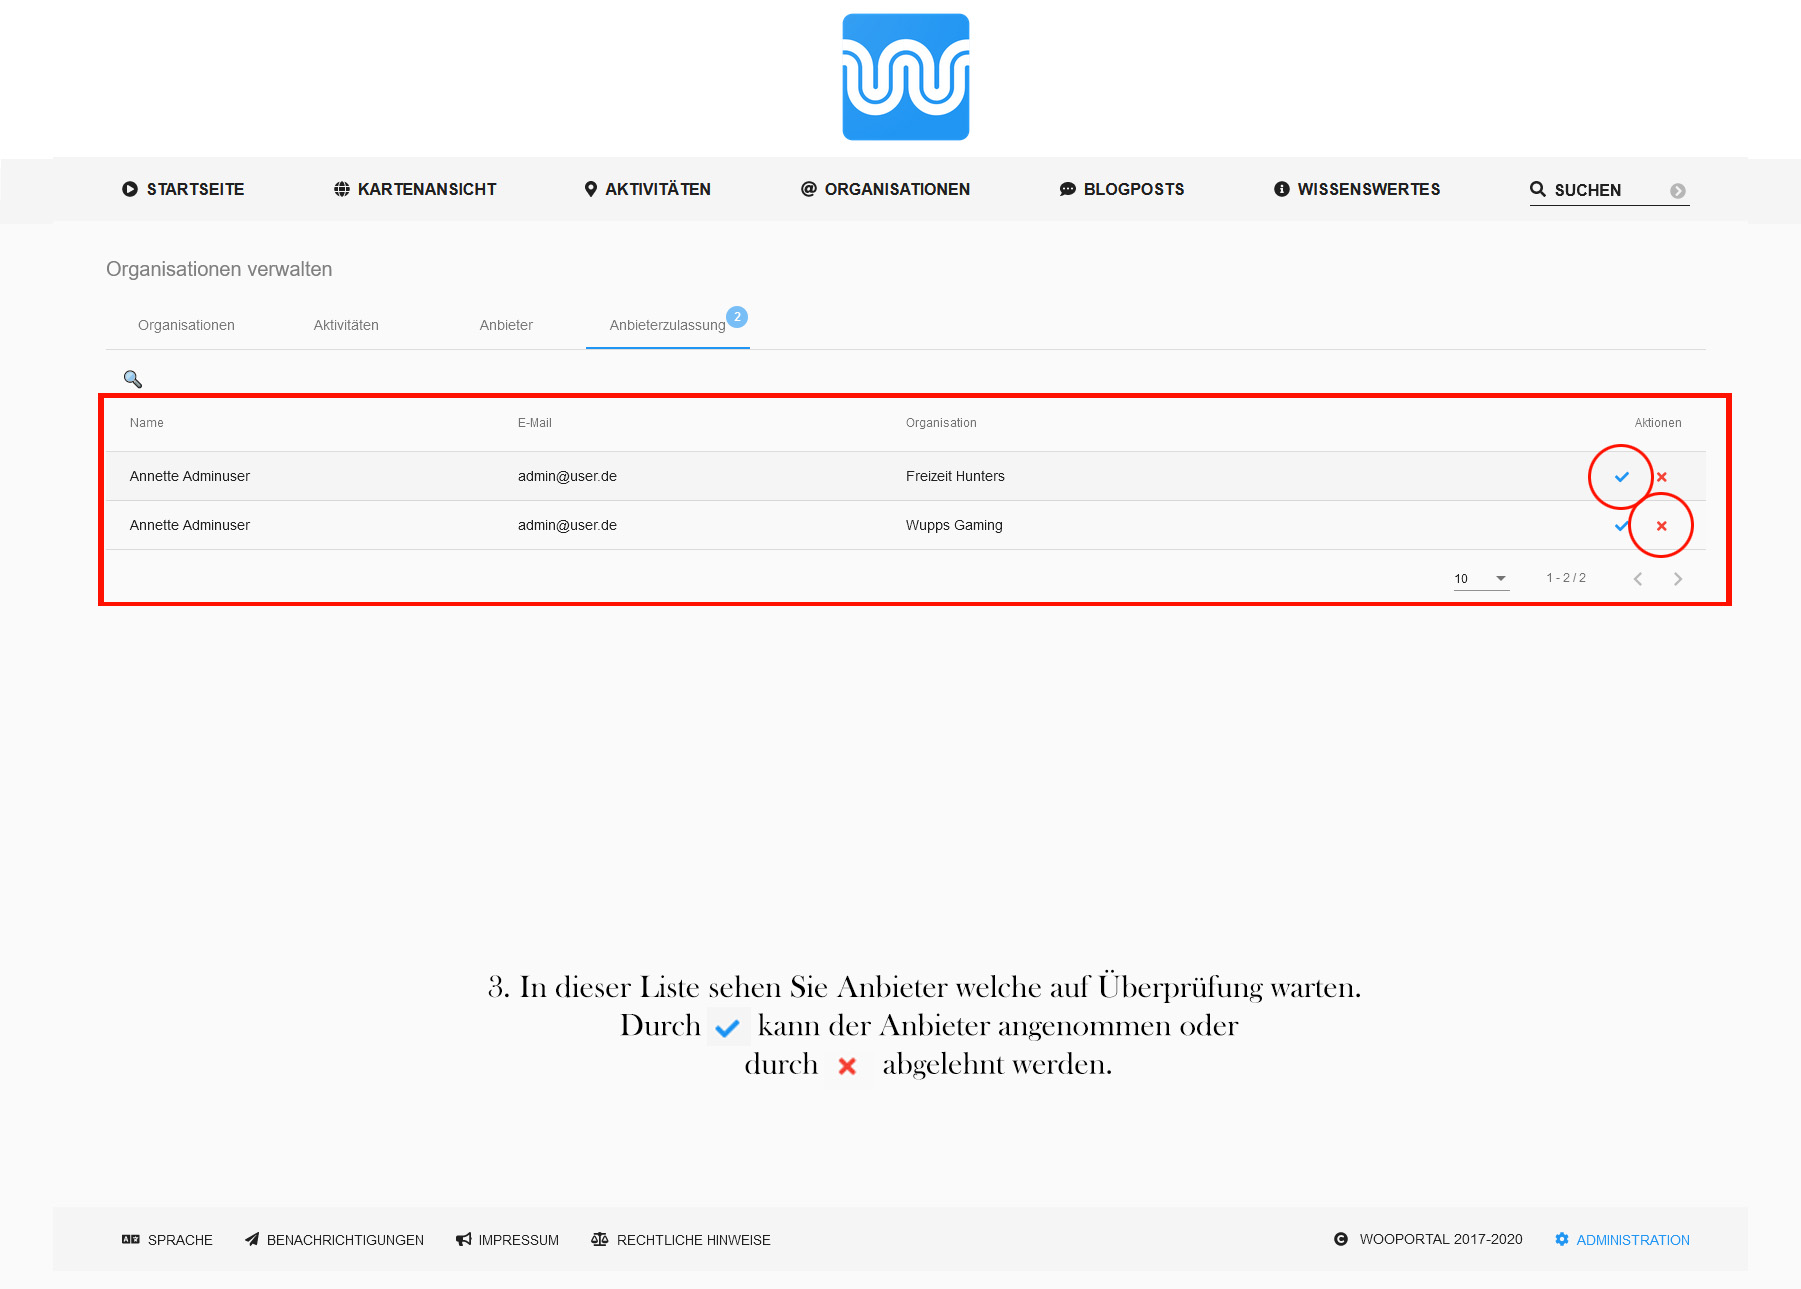 STARTSEITE KARTENANSICHT AKTIVITÄTEN @ ORGANISATIONEN BLOGPOSTS WISSENSWERTES SUCHEN
Organisationen verwalten
Organisationen Aktivitäten Anbieter Anbieterzulassung 2
Name E-Mail Organisation Aktionen
Annette Adminuser admin@user.de Freizeit Hunters
Annette Adminuser admin@user.de Wupps Gaming
10 1 - 2 / 2
3. In dieser Liste sehen Sie Anbieter welche auf Überprüfung warten.
Durch kann der Anbieter angenommen oder
durch abgelehnt werden.
SPRACHE BENACHRICHTIGUNGEN IMPRESSUM RECHTLICHE HINWEISE WOOPORTAL 2017-2020 ADMINISTRATION